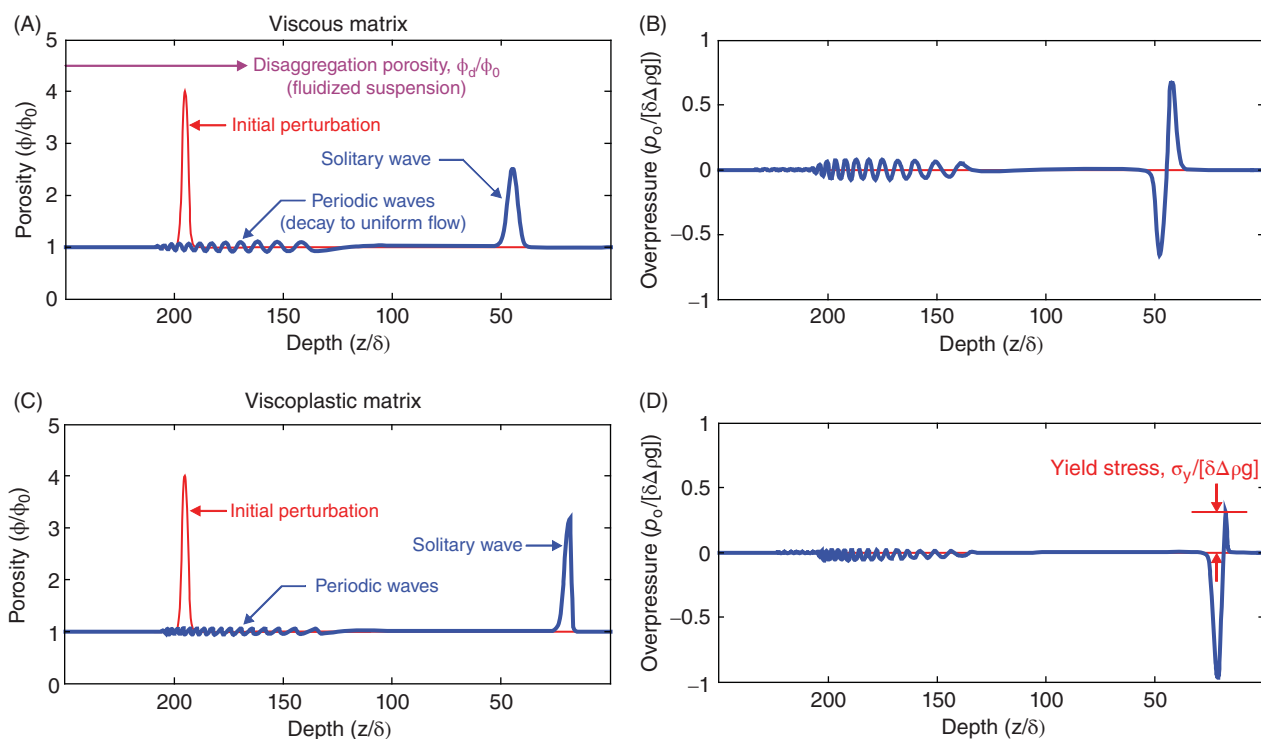 (A)
Viscous matrix
5
4
3
2
1
0
Porosity (ϕ/ϕ0)
Disaggregation porosity, ϕd/ϕ0
(fluidized suspension)
Initial perturbation
Solitary wave
Periodic waves
(decay to uniform flow)
200
150
100
50
Depth (z/δ)
(B)
1
0.5
0
−0.5
−1
Overpressure (po/[δΔρg])
200
150
100
50
Depth (z/δ)
(C)
Viscoplastic matrix
5
4
3
2
1
0
Porosity (ϕ/ϕ0)
Initial perturbation
Solitary wave
Periodic waves
200
150
100
50
Depth (z/δ)
(D)
1
0.5
0
−0.5
−1
Overpressure (po/[δΔρg])
Yield stress, σy/[δΔρg]
200
150
100
50
Depth (z/δ)